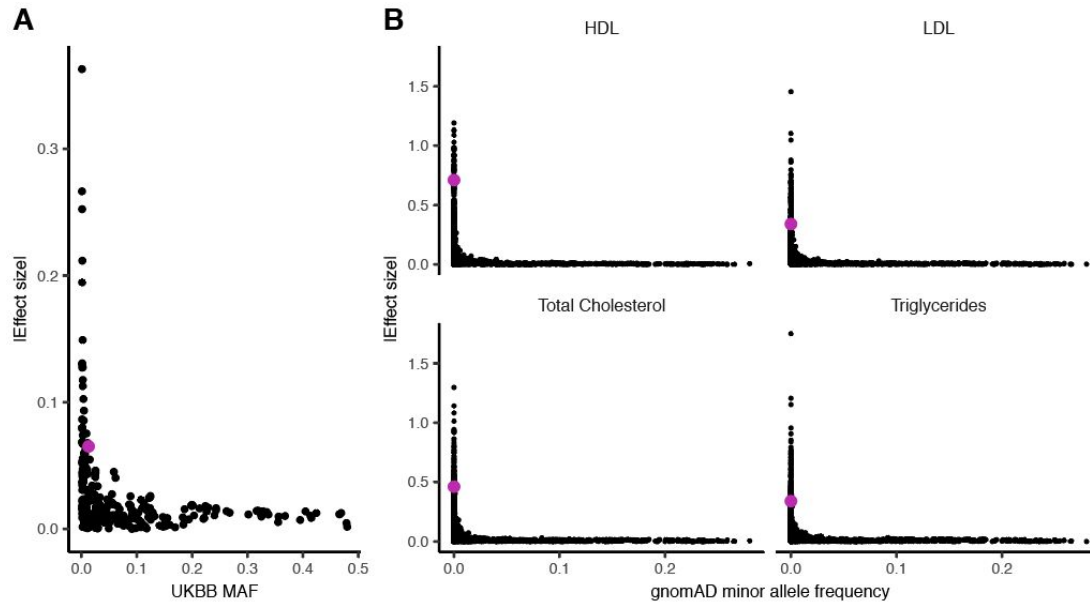 A
B
HDL
LDL
|Effect size|
0.3
0.2
0.1
0.0
0.0 0.1 0.2 0.3 0.4 0.5
UKBB MAF
|Effect size|
1.5
1.0
0.5
0.0
Total Cholesterol
Triglycerides
|Effect size|
1.5
1.0
0.5
0.0
0.0 0.1 0.2
0.0 0.1 0.2
gnomAD minor allele frequency